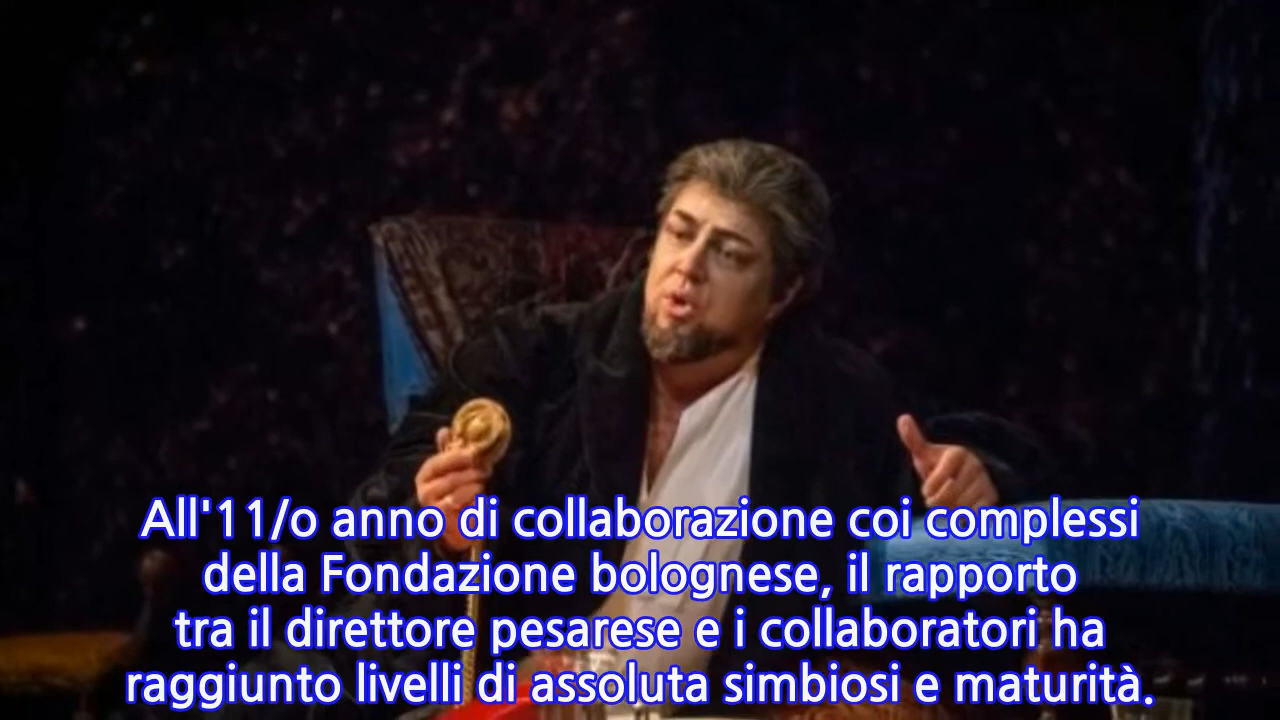 All'11/o anno di collaborazione coi complessi
della Fondazione bolognese, il rapporto
tra il direttore pesarese e i collaboratori ha
raggiunto livelli di assoluta simbiosi e maturità.